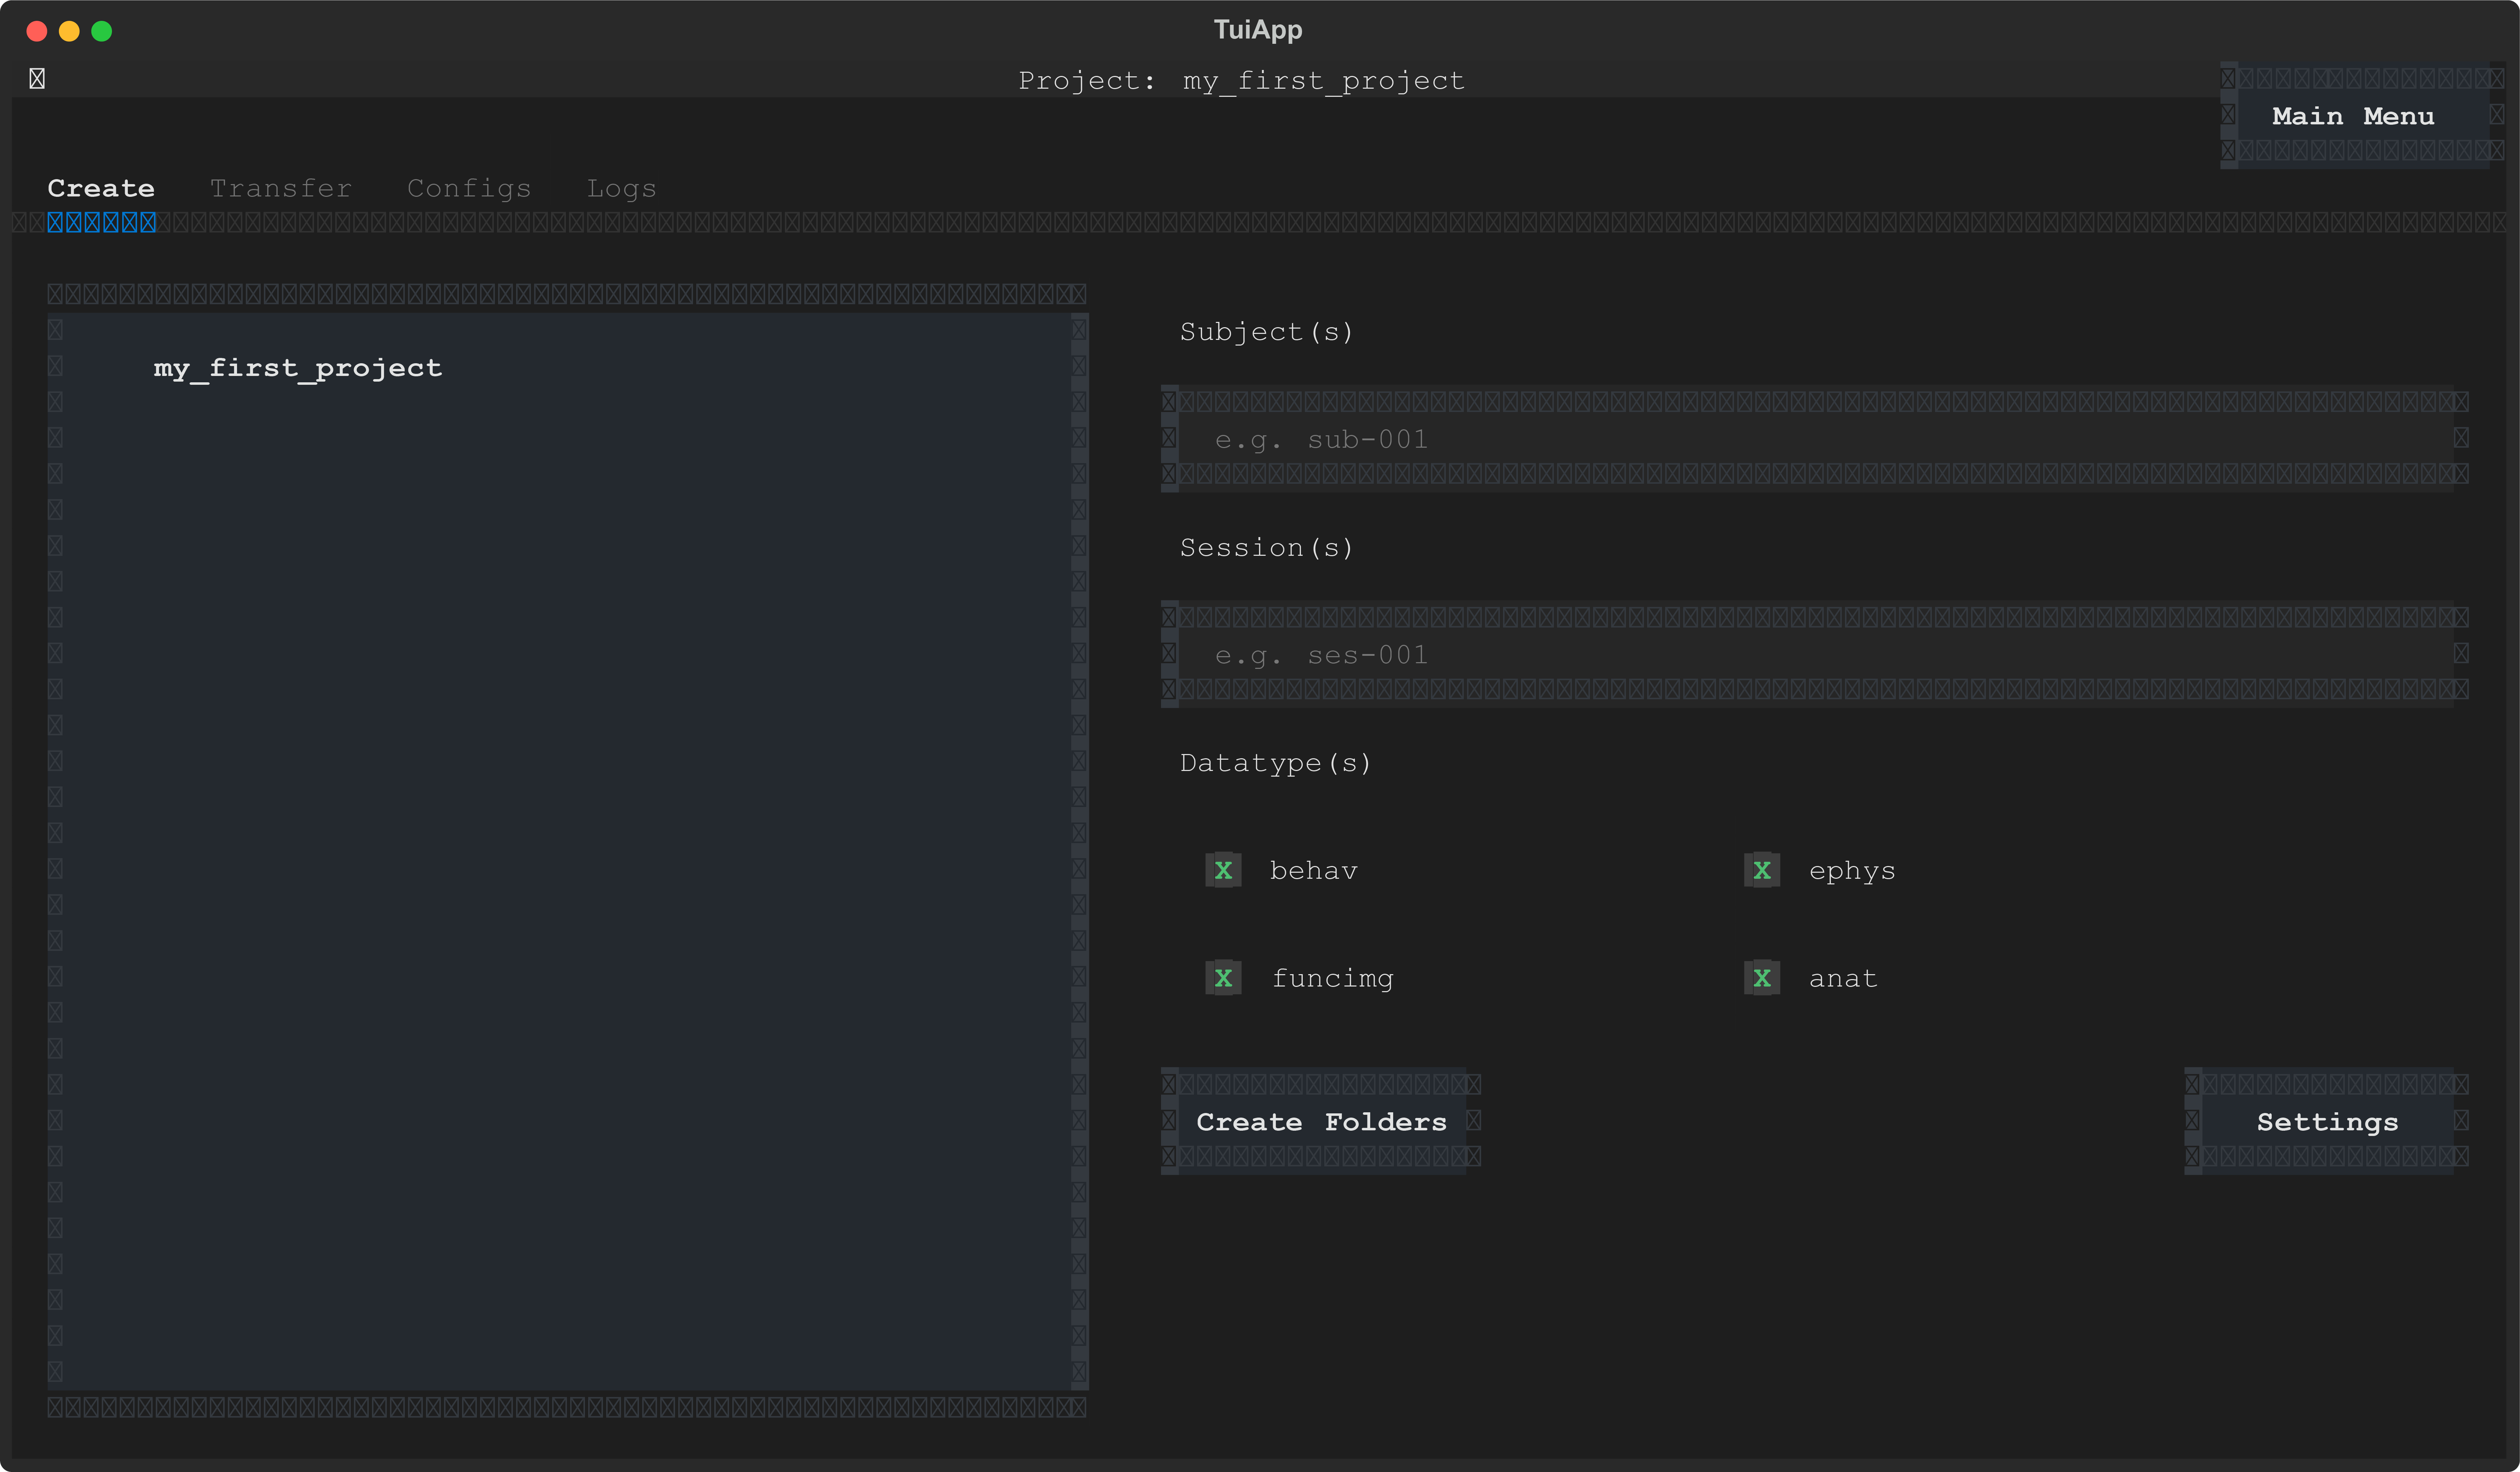 TuiApp
Project: my_first_project
Main Menu
Create Transfer Configs Logs
my_first_project
Subject(s)
e.g. sub-001
Session(s)
e.g. ses-001
Datatype(s)
X behav X ephys
X funcimg X anat
Create Folders Settings